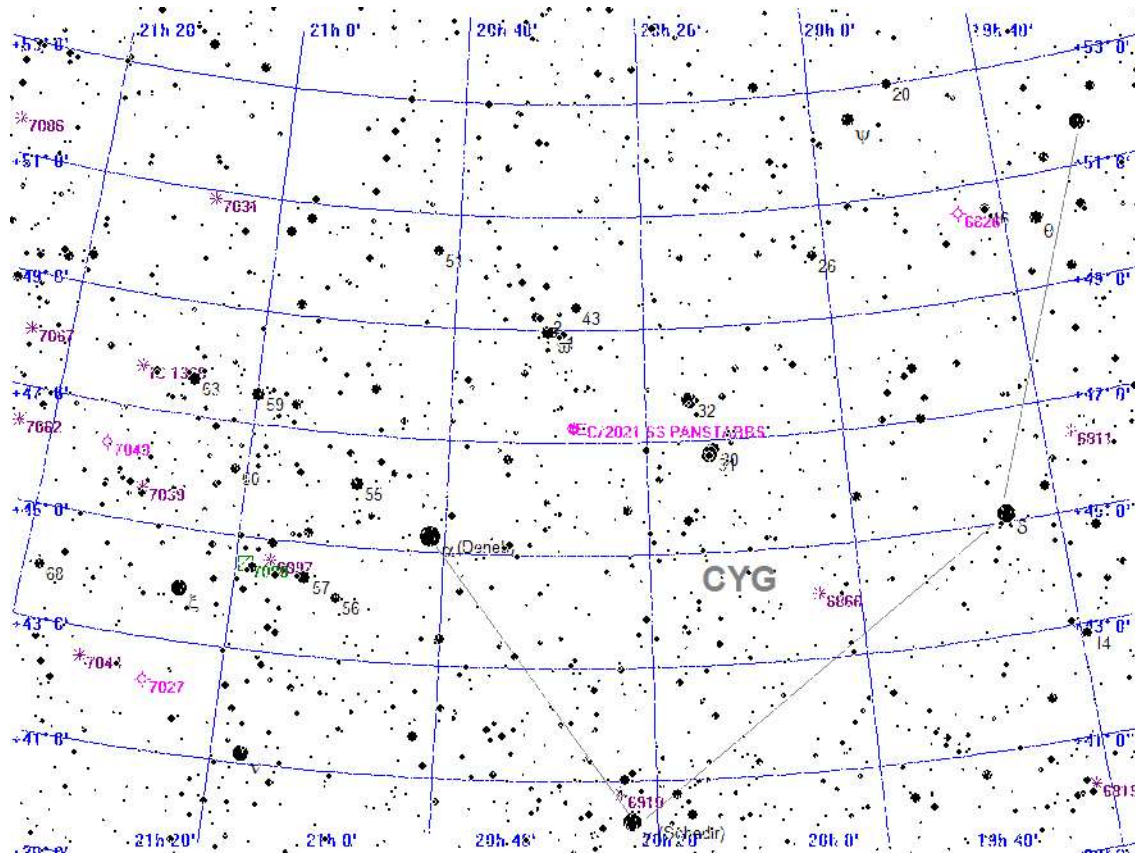 21h 20'
21h 0'
20h 40'
20h 20'
20h 0'
19h 40'
+53° 0'
+53° 0'
20
7086
ψ
+51° 0'
+51° 0'
7031
6826
θ
51
26
+49° 0'
+49° 0'
43
7067
63
59
+47° 0'
+47° 0'
32
7062
C/2021 S3 PANSTARRS
6811
7048
30
31
60
7039
55
+45° 0'
+45° 0'
α (Deneb)
δ
68
6997
CYG
ξ
57
56
6866
+43° 0'
+43° 0'
14
7044
7027
+41° 0'
+41° 0'
ν
6910
6819
21h 20'
21h 0'
20h 40'
20h 20'
20h 0'
19h 40'